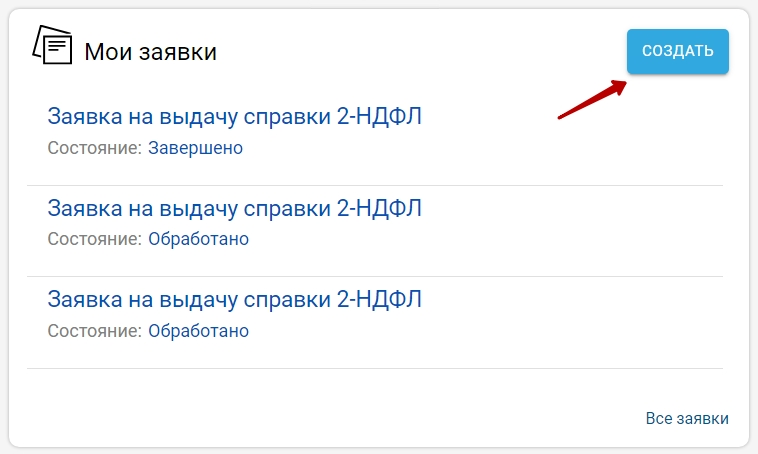 Мои заявки
СОЗДАТЬ
Заявка на выдачу справки 2-НДФЛ
Состояние: Завершено
Заявка на выдачу справки 2-НДФЛ
Состояние: Обработано
Заявка на выдачу справки 2-НДФЛ
Состояние: Обработано
Все заявки